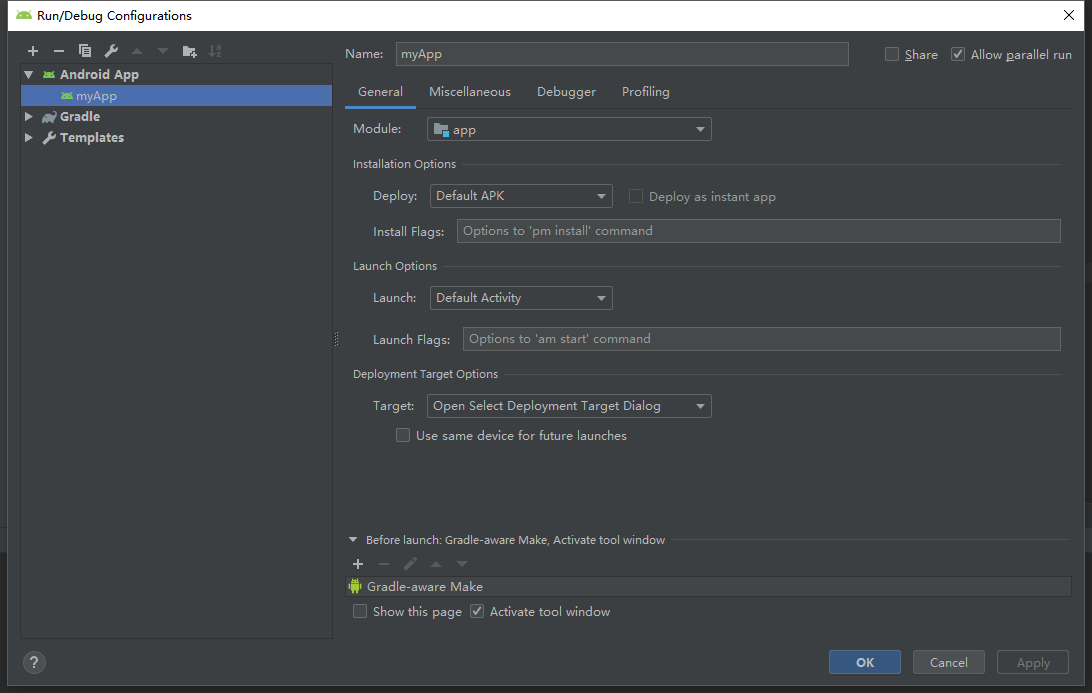 Run/Debug Configurations
Name: myApp Share Allow parallel run
Android App
myApp
Gradle
Templates
General Miscellaneous Debugger Profiling
Module: app
Installation Options
Deploy: Default APK Deploy as instant app
Install Flags: Options to 'pm install' command
Launch Options
Launch: Default Activity
Launch Flags: Options to 'am start' command
Deployment Target Options
Target: Open Select Deployment Target Dialog
Use same device for future launches
Before launch: Gradle-aware Make, Activate tool window
Gradle-aware Make
Show this page Activate tool window
? OK Cancel Apply